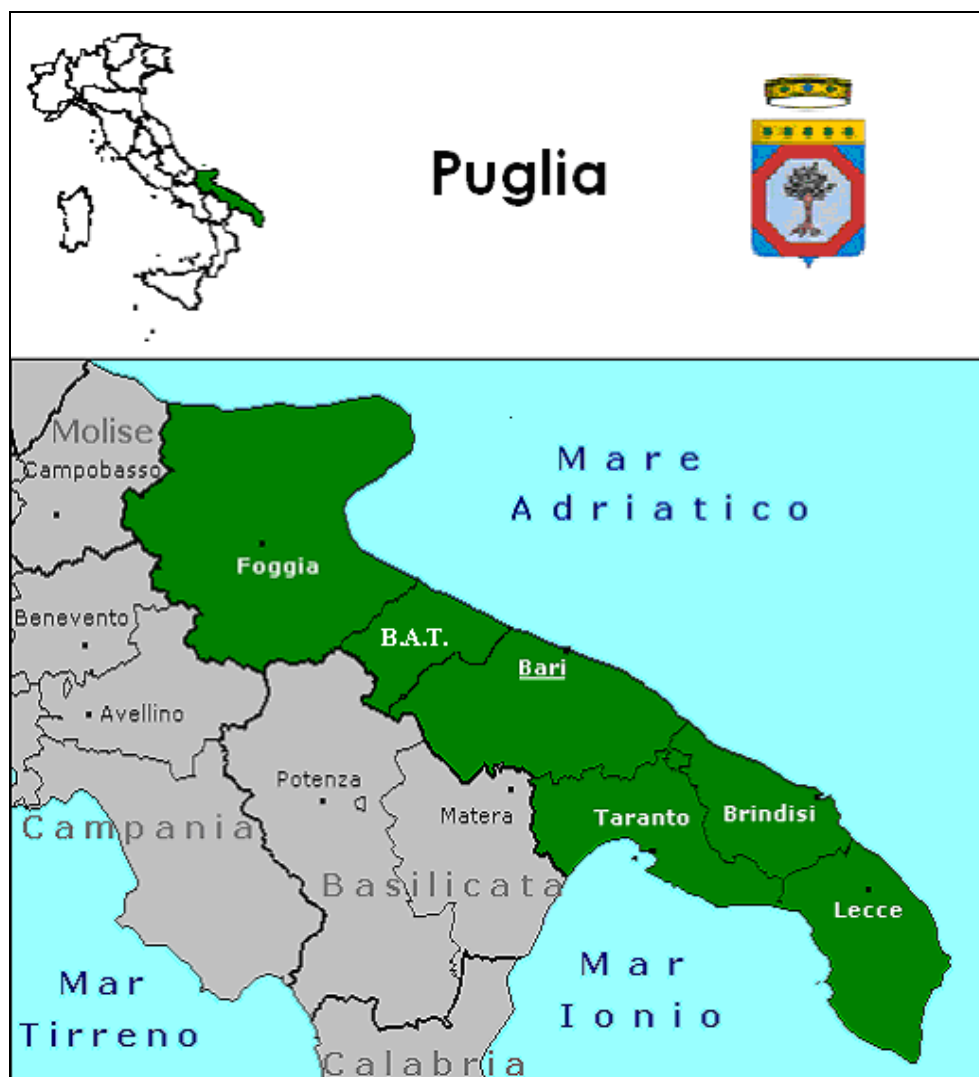 Puglia
Molise
Campobasso
Mare
Adriatico
Foggia
Benevento
B.A.T.
Bari
Avellino
Potenza
Matera
Taranto
Brindisi
Campania
Basilicata
Lecce
Mar
Tirreno
Mar
Ionio
Calabria